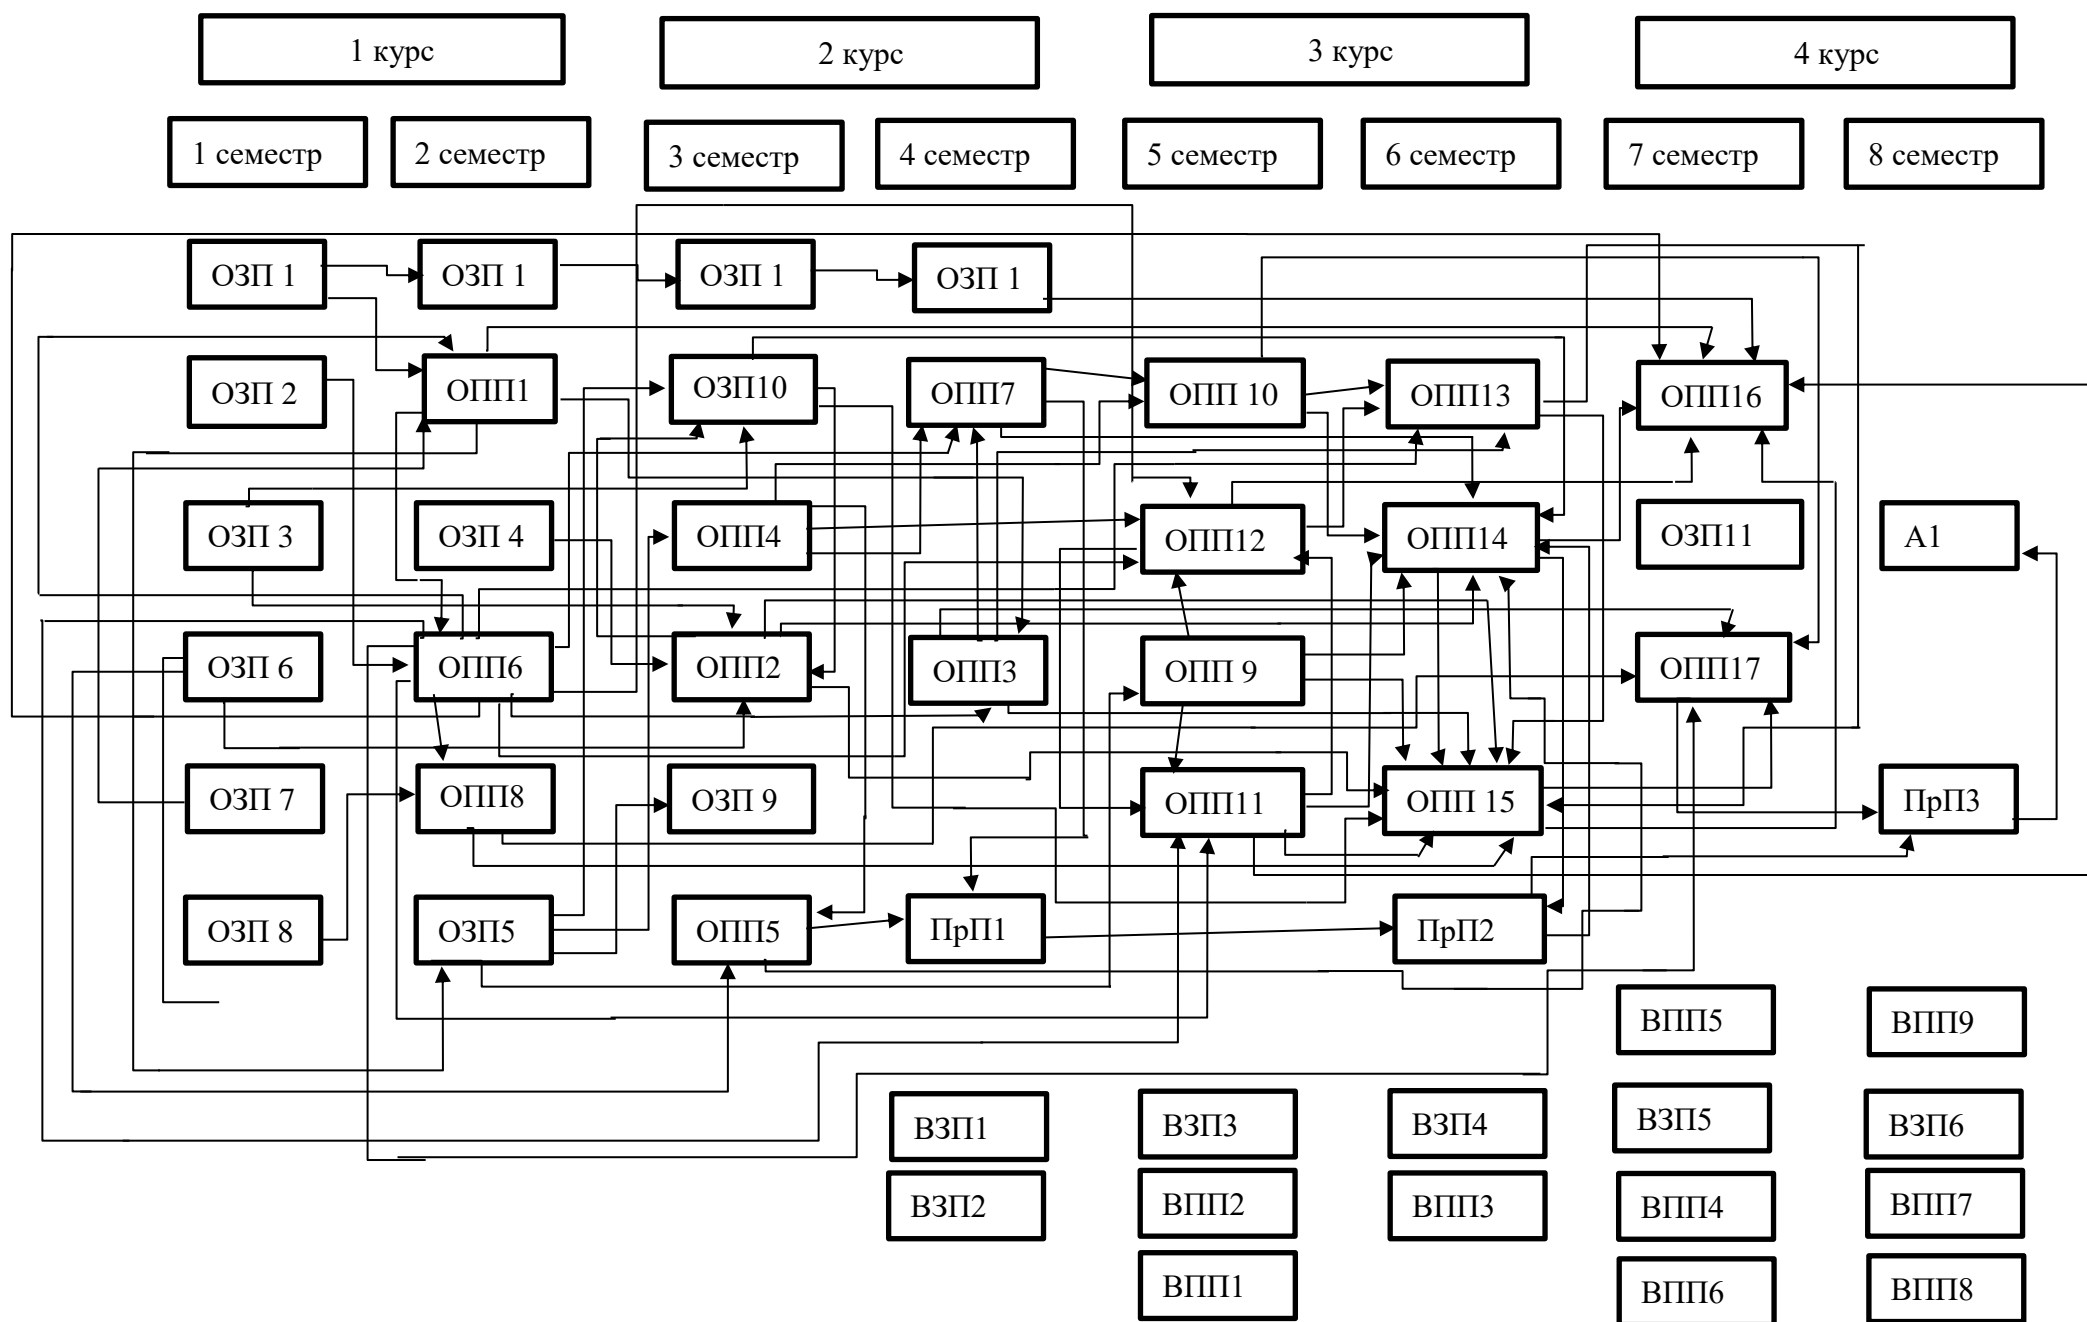 1 курс
2 курс
3 курс
4 курс
1 семестр
2 семестр
3 семестр
4 семестр
5 семестр
6 семестр
7 семестр
8 семестр
ОЗП 1
ОЗП 1
ОЗП 1
ОЗП 1
ОЗП 2
ОПП1
ОЗП10
ОПП7
ОПП 10
ОПП13
ОПП16
ОЗП 3
ОЗП 4
ОПП4
ОПП12
ОПП14
ОЗП11
А1
ОЗП 6
ОПП6
ОПП2
ОПП3
ОПП 9
ОПП17
ОЗП 7
ОПП8
ОЗП 9
ОПП11
ОПП 15
ПрП3
ОЗП 8
ОЗП5
ОПП5
ПрП1
ПрП2
ВПП5
ВПП9
ВЗП1
ВЗП3
ВЗП4
ВЗП5
ВЗП6
ВЗП2
ВПП2
ВПП3
ВПП4
ВПП7
ВПП1
ВПП6
ВПП8